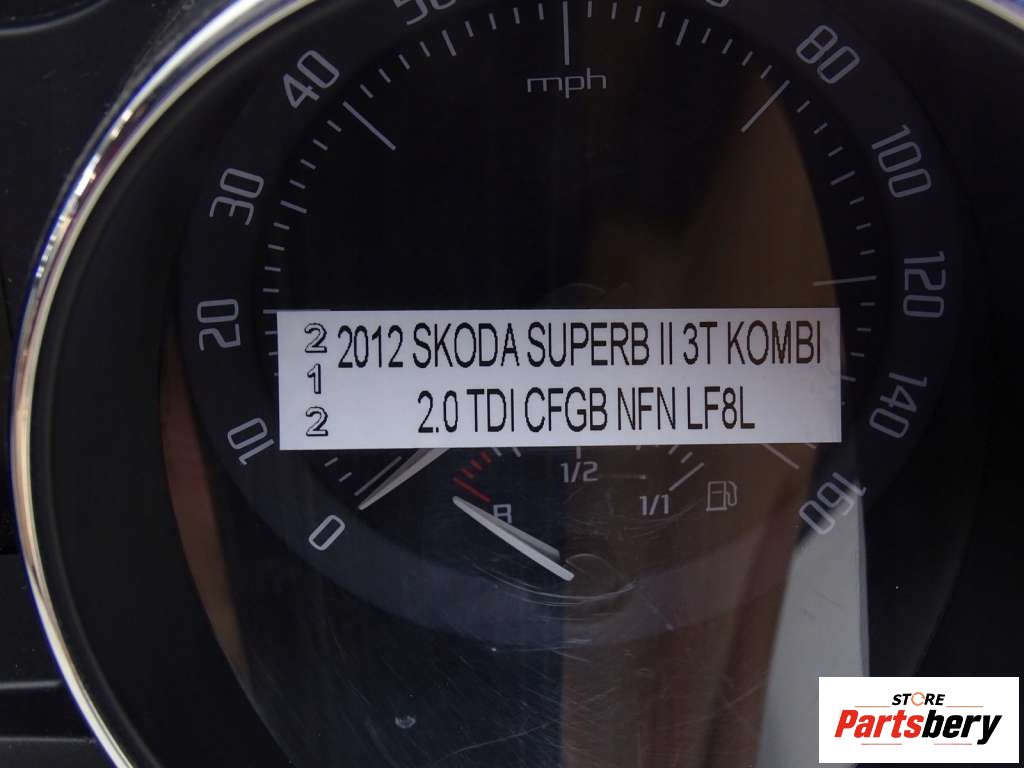 50
mph
80
40
100
30
120
20
2
1
2
2012 SKODA SUPERB II 3T KOMBI
2.0 TDI CFGB NFN LF8L
140
10
1/2
R
1/1
160
0
STORE
Partsbery